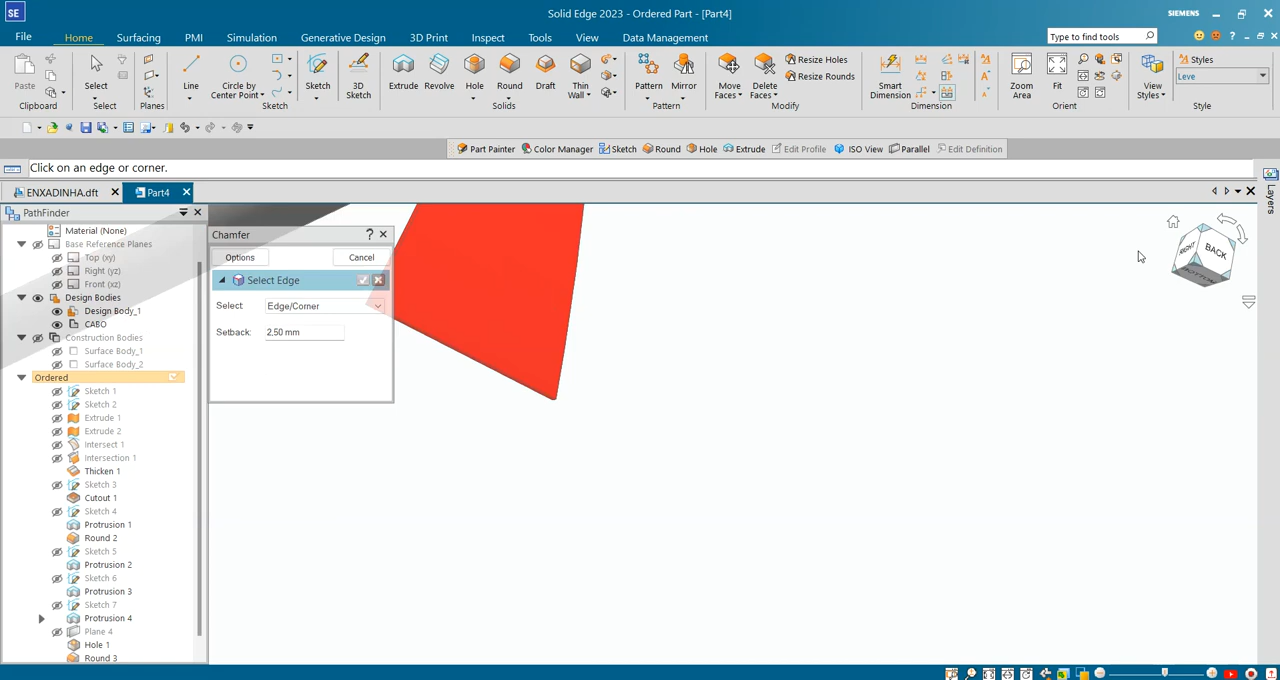 SE
Solid Edge 2023 - Ordered Part - [Part4]
SIEMENS
File Home Surfacing PMI Simulation Generative Design 3D Print Inspect Tools View Data Management
Type to find tools
Paste Select Line Circle by Center Point Sketch 3D Sketch Extrude Revolve Hole Round Draft Thin Wall Pattern Mirror Move Faces Delete Faces Resize Holes Resize Rounds Smart Dimension Zoom Area Fit View Styles Styles Leve
Clipboard Select Planes Sketch Solids Pattern Modify Dimension Orient Style
Part Painter Color Manager Sketch Round Hole Extrude Edit Profile ISO View Parallel Edit Definition
Click on an edge or corner.
ENXADINHA.dft Part4
PathFinder
Material (None)
Base Reference Planes
Top (xy)
Right (yz)
Front (xz)
Design Bodies
Design Body_1
CABO
Construction Bodies
Surface Body_1
Surface Body_2
Ordered
Sketch 1
Sketch 2
Extrude 1
Extrude 2
Intersect 1
Intersection 1
Thicken 1
Sketch 3
Cutout 1
Sketch 4
Protrusion 1
Round 2
Sketch 5
Protrusion 2
Sketch 6
Protrusion 3
Sketch 7
Protrusion 4
Plane 4
Hole 1
Round 3
Chamfer
Options Cancel
Select Edge
Select: Edge/Corner
Setback: 2,50 mm
RIGHT BACK
BOTTOM
Layers